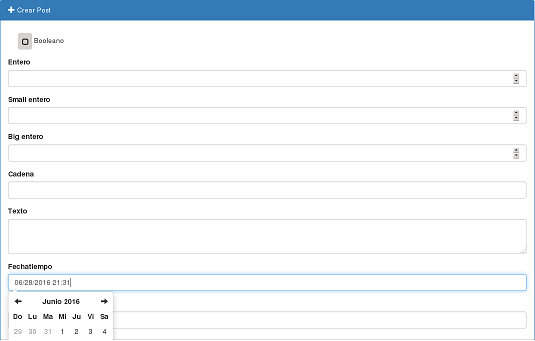 Crear Post
Booleano
Entero
Small entero
Big entero
Cadena
Texto
Fechatiempo
06/28/2016 21:31
Junio 2016
Do Lu Ma Mi Ju Vi Sa
29 30 31 1 2 3 4